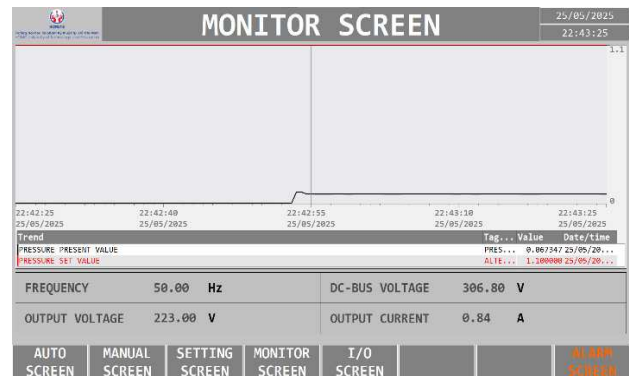 MONITOR SCREEN
25/05/2025
22:43:25
1.1
0
22:42:25 22:42:40 22:42:55 22:43:10 22:43:25
25/05/2025 25/05/2025 25/05/2025 25/05/2025 25/05/2025
Trend Tag... Value Date/time
PRESSURE PRESENT VALUE PRES... 0.067347 25/05/20...
PRESSURE SET VALUE ALTE... 1.100000 25/05/20...
FREQUENCY 50.00 Hz DC-BUS VOLTAGE 306.80 V
OUTPUT VOLTAGE 223.00 V OUTPUT CURRENT 0.84 A
AUTO MANUAL SETTING MONITOR I/O ALARM
SCREEN SCREEN SCREEN SCREEN SCREEN SCREEN